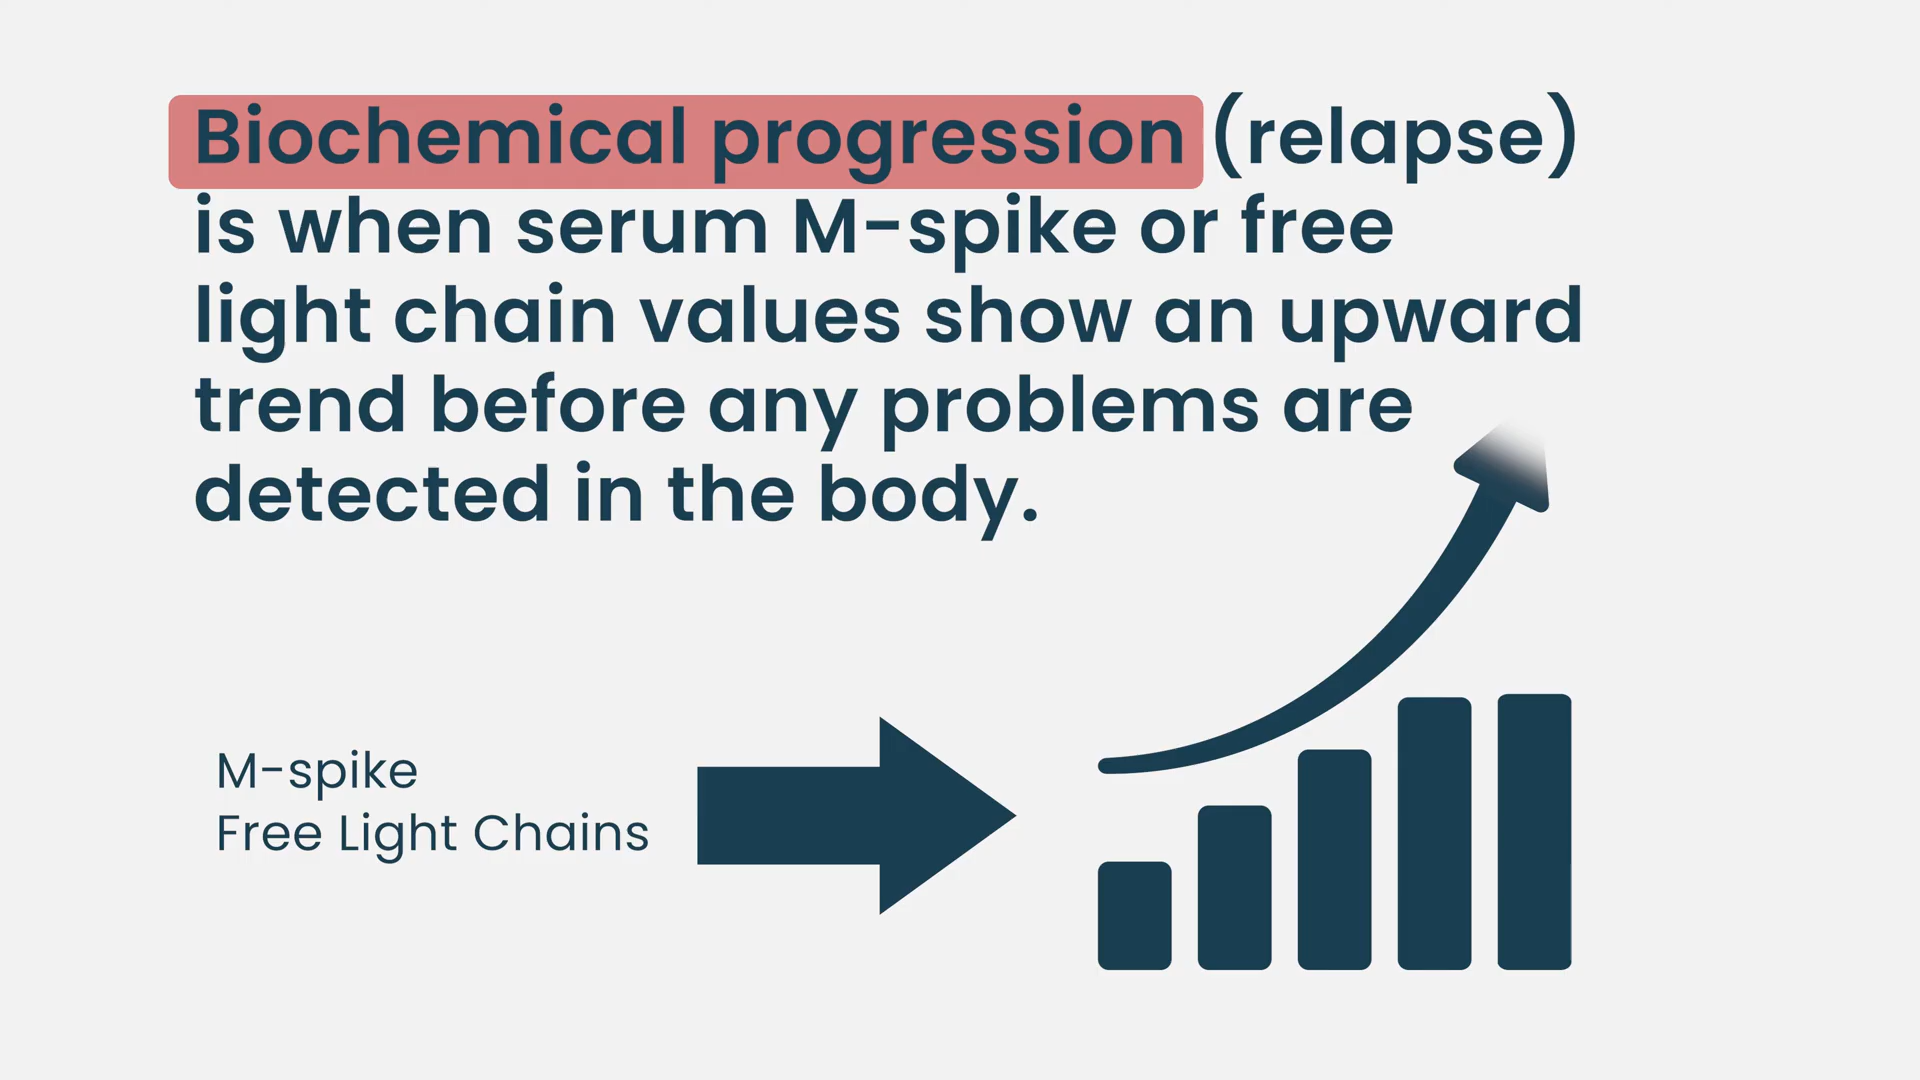 Biochemical progression (relapse)
is when serum M-spike or free
light chain values show an upward
trend before any problems are
detected in the body.
M-spike
Free Light Chains